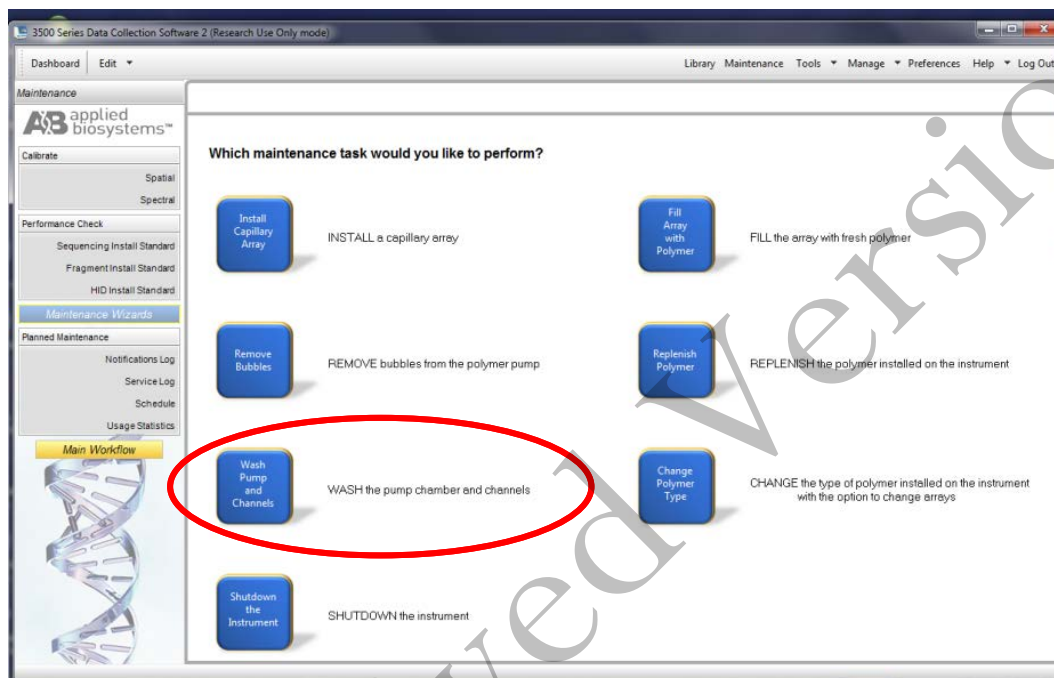 3500 Series Data Collection Software 2 (Research Use Only mode)
Dashboard Edit
Library Maintenance Tools Manage Preferences Help Log Out
Maintenance
AB applied
biosystems™
Calibrate
Spatial
Spectral
Performance Check
Sequencing Install Standard
Fragment Install Standard
HID Install Standard
Maintenance Wizards
Planned Maintenance
Notifications Log
Service Log
Schedule
Usage Statistics
Main Workflow
Which maintenance task would you like to perform?
Install
Capillary
Array
INSTALL a capillary array
Fill
Array
with
Polymer
FILL the array with fresh polymer
Remove
Bubbles
REMOVE bubbles from the polymer pump
Replenish
Polymer
REPLENISH the polymer installed on the instrument
Wash
Pump
and
Channels
WASH the pump chamber and channels
Change
Polymer
Type
CHANGE the type of polymer installed on the instrument
with the option to change arrays
Shutdown
the
Instrument
SHUTDOWN the instrument